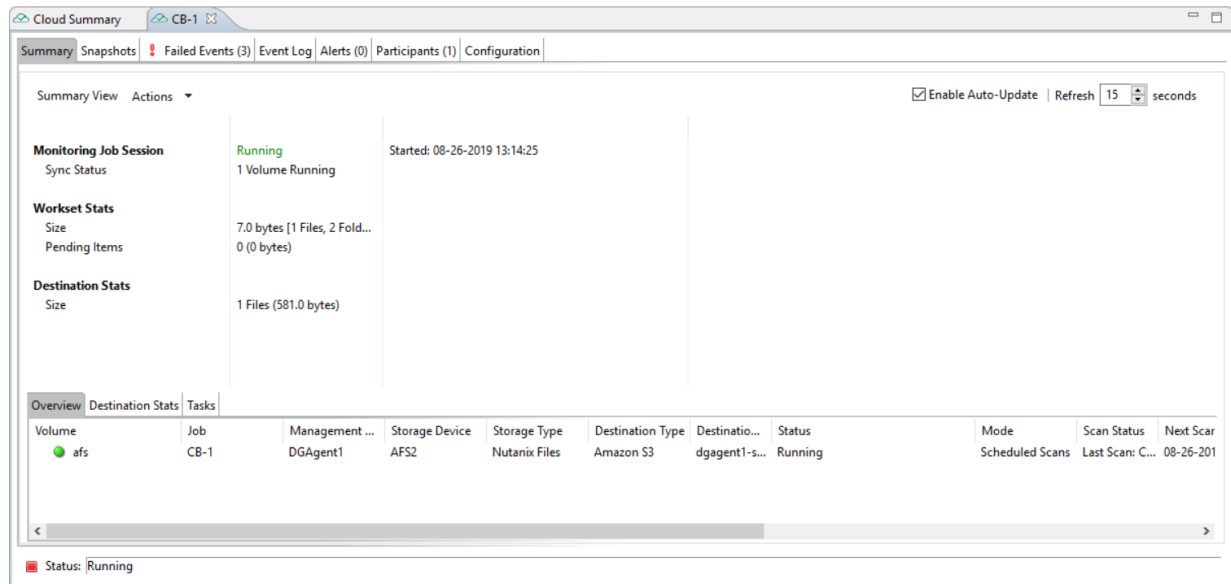 Cloud Summary CB-1
Summary Snapshots Failed Events (3) Event Log Alerts (0) Participants (1) Configuration
Summary View Actions Enable Auto-Update | Refresh 15 seconds
Monitoring Job Session Running Started: 08-26-2019 13:14:25
Sync Status 1 Volume Running
Workset Stats
Size 7.0 bytes [1 Files, 2 Fold...
Pending Items 0 (0 bytes)
Destination Stats
Size 1 Files (581.0 bytes)
Overview Destination Stats Tasks
Volume Job Management ... Storage Device Storage Type Destination Type Destinatio... Status Mode Scan Status Next Scan
afs CB-1 DGAgent1 AFS2 Nutanix Files Amazon S3 dgagent1-s... Running Scheduled Scans Last Scan: C... 08-26-201
Status: Running